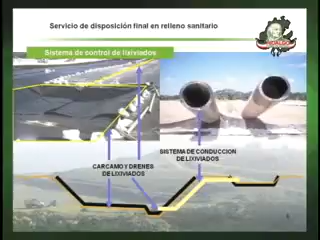 Servicio de disposición final en relleno sanitario
HIDALGO
Sistema de control de lixiviados
SISTEMA DE CONDUCCION
DE LIXIVIADOS
CARCAMO Y DRENES
DE LIXIVIADOS